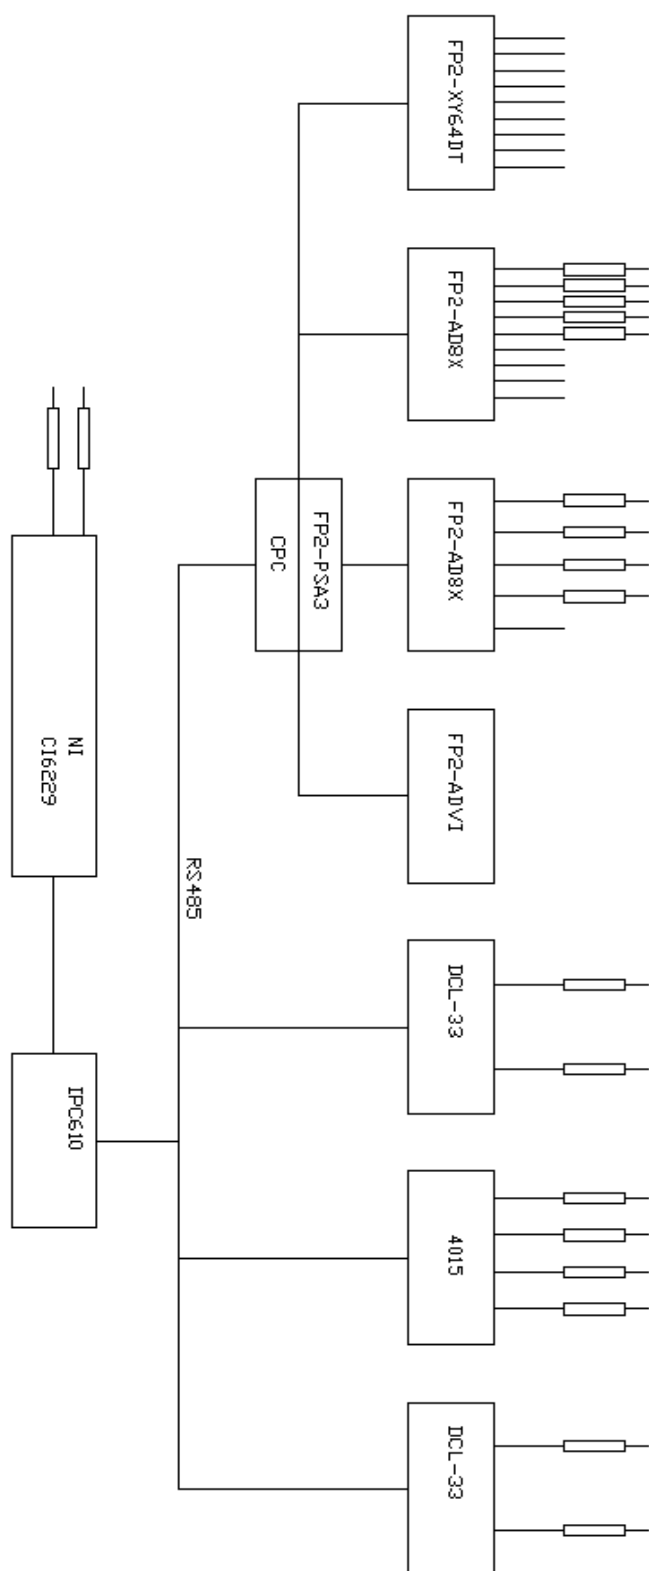 FP2-XY64DT
FP2-AD8X
FP2-AD8X
FP2-PSA3
CPC
FP2-ADVI
NI
CI6229
RS485
DCL-33
IPC610
4015
DCL-33